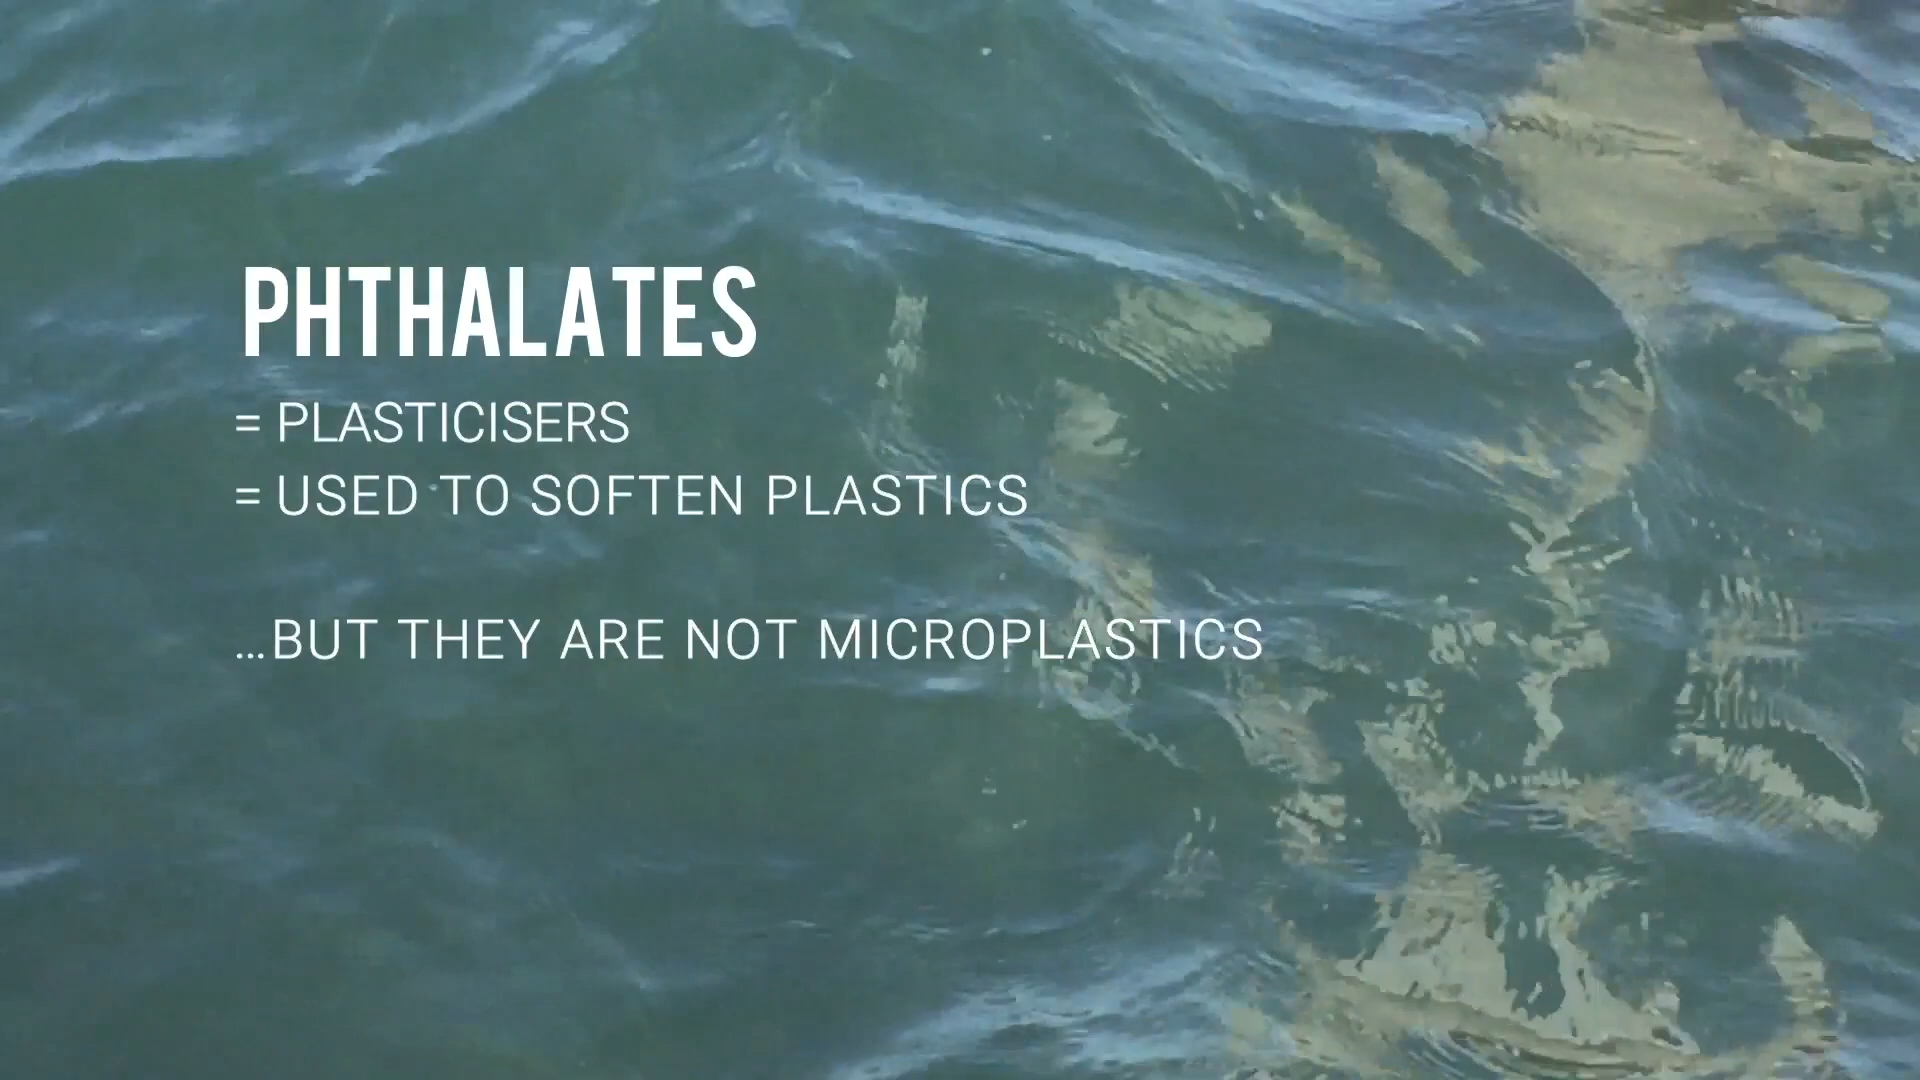 PHTHALATES
= PLASTICISERS
= USED TO SOFTEN PLASTICS
...BUT THEY ARE NOT MICROPLASTICS